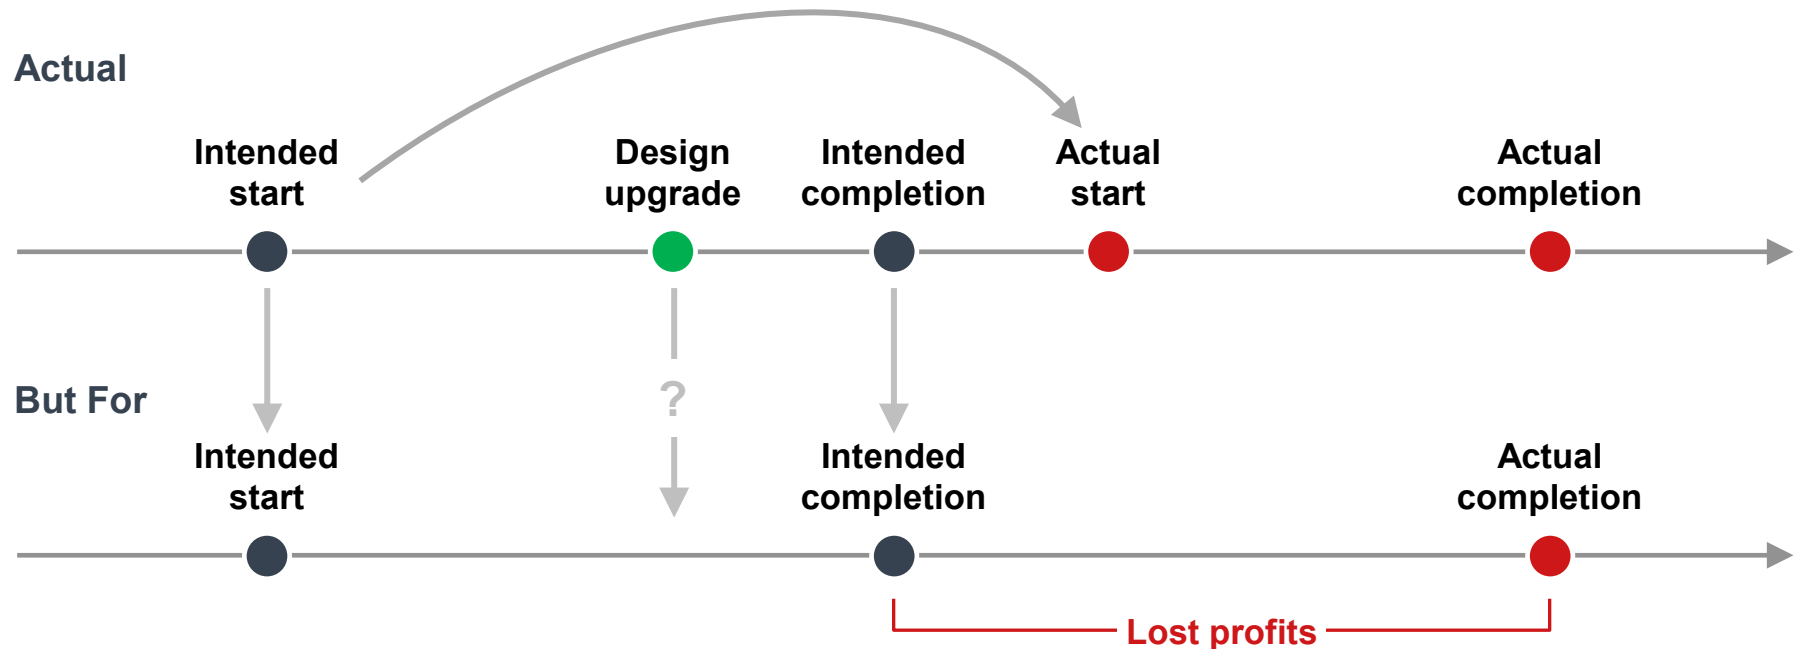 Actual
Intended
start
Design
upgrade
Intended
completion
Actual
start
Actual
completion
But For
?
Intended
start
Intended
completion
Actual
completion
Lost profits